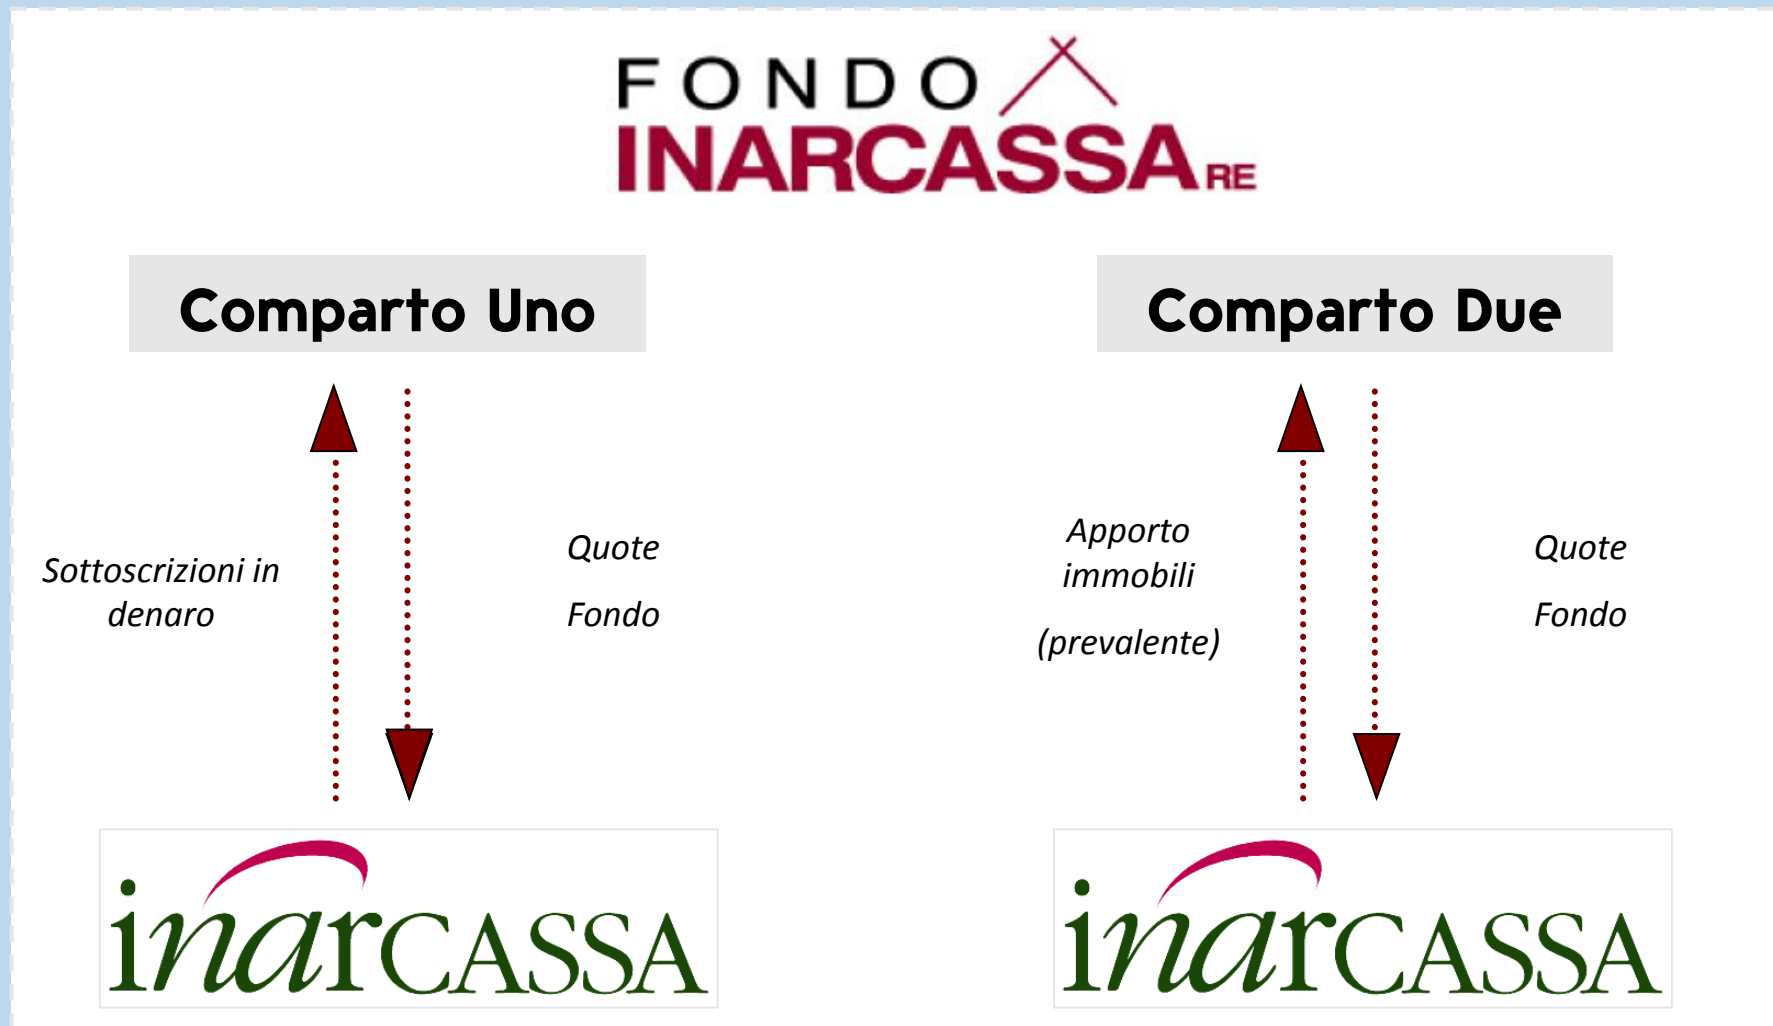 FONDO
INARCASSA RE
Comparto Uno
Comparto Due
Sottoscrizioni in
denaro
Quote
Fondo
Apporto
immobili
(prevalente)
Quote
Fondo
inarCASSA
inarCASSA